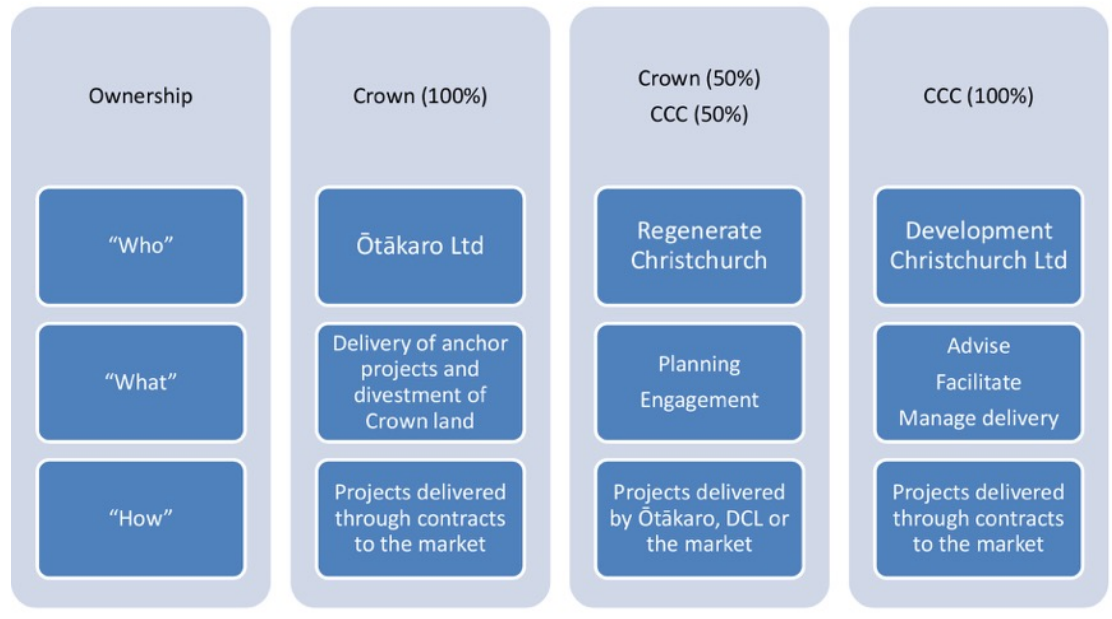 Ownership
“Who”
“What”
“How”
Crown (100%)
Ōtākaro Ltd
Delivery of anchor
projects and
divestment of
Crown land
Projects delivered
through contracts
to the market
Crown (50%)
CCC (50%)
Regenerate
Christchurch
Planning
Engagement
Projects delivered
by Ōtākaro, DCL or
the market
CCC (100%)
Development
Christchurch Ltd
Advise
Facilitate
Manage delivery
Projects delivered
through contracts
to the market